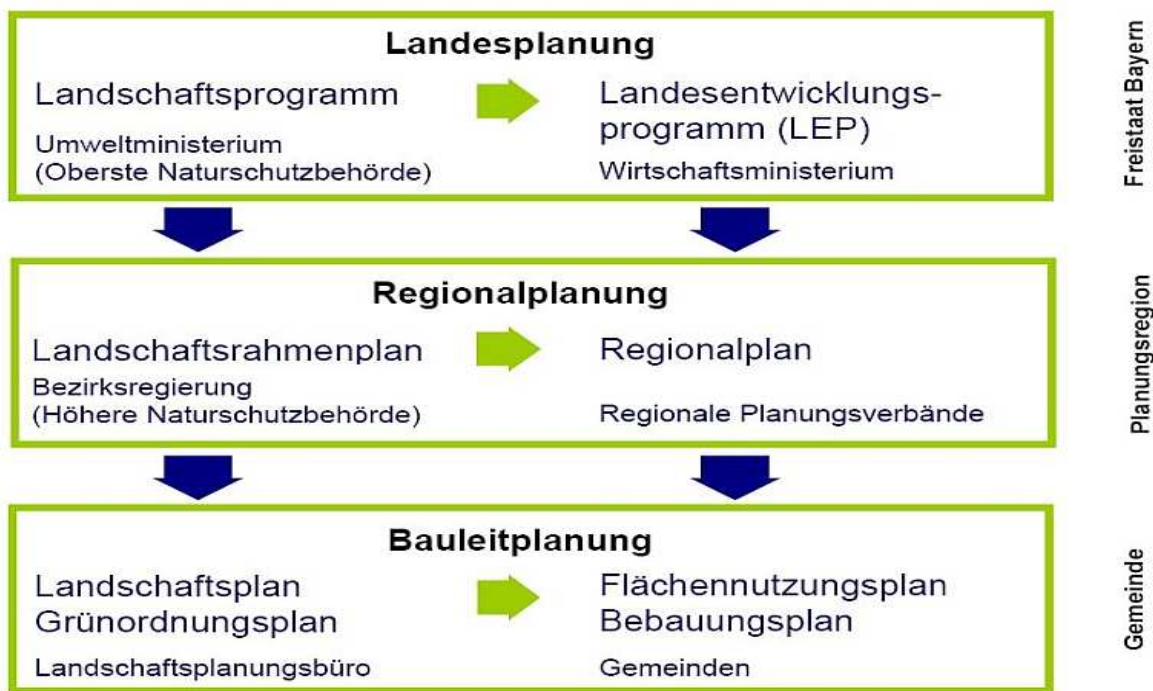 Landesplanung
Landschaftsprogramm
Umweltministerium
(Oberste Naturschutzbehörde)
Landesentwicklungs-
programm (LEP)
Wirtschaftsministerium
Freistaat Bayern
Regionalplanung
Landschaftsrahmenplan
Bezirksregierung
(Höhere Naturschutzbehörde)
Regionalplan
Regionale Planungsverbände
Planungsregion
Bauleitplanung
Landschaftsplan
Grünordnungsplan
Landschaftsplanungsbüro
Flächennutzungsplan
Bebauungsplan
Gemeinden
Gemeinde